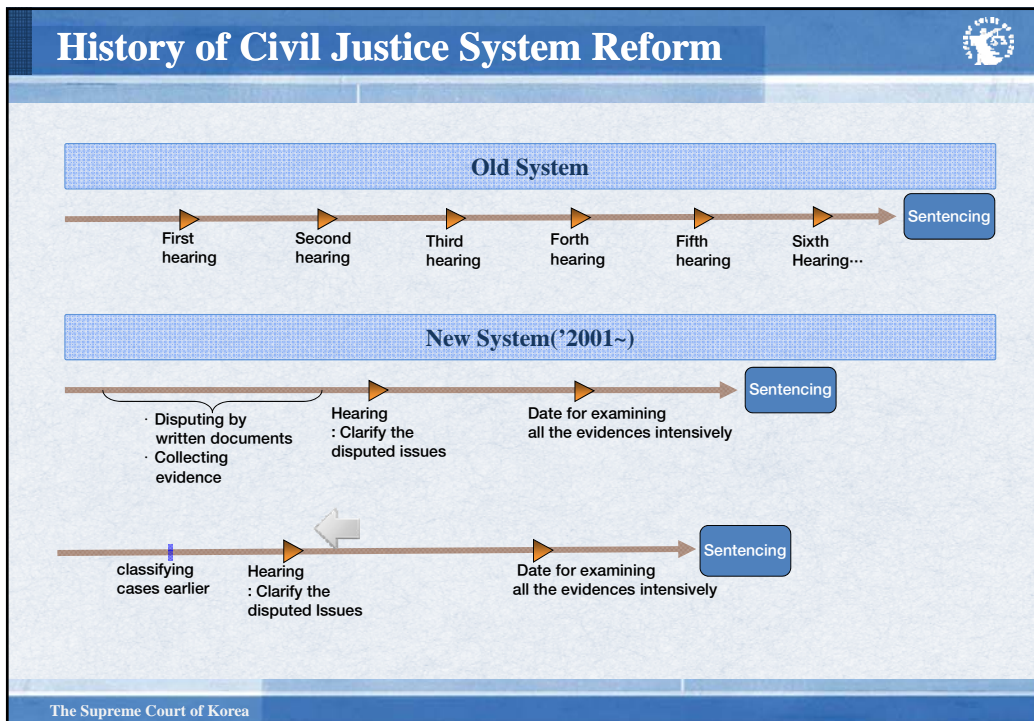 History of Civil Justice System Reform
Old System
Sentencing
First
hearing
Second
hearing
Third
hearing
Forth
hearing
Fifth
hearing
Sixth
Hearing⋯
New System('2001~)
Sentencing
· Disputing by
written documents
· Collecting
evidence
Hearing
: Clarify the
disputed issues
Date for examining
all the evidences intensively
Sentencing
classifying
cases earlier
Hearing
: Clarify the
disputed Issues
Date for examining
all the evidences intensively
The Supreme Court of Korea